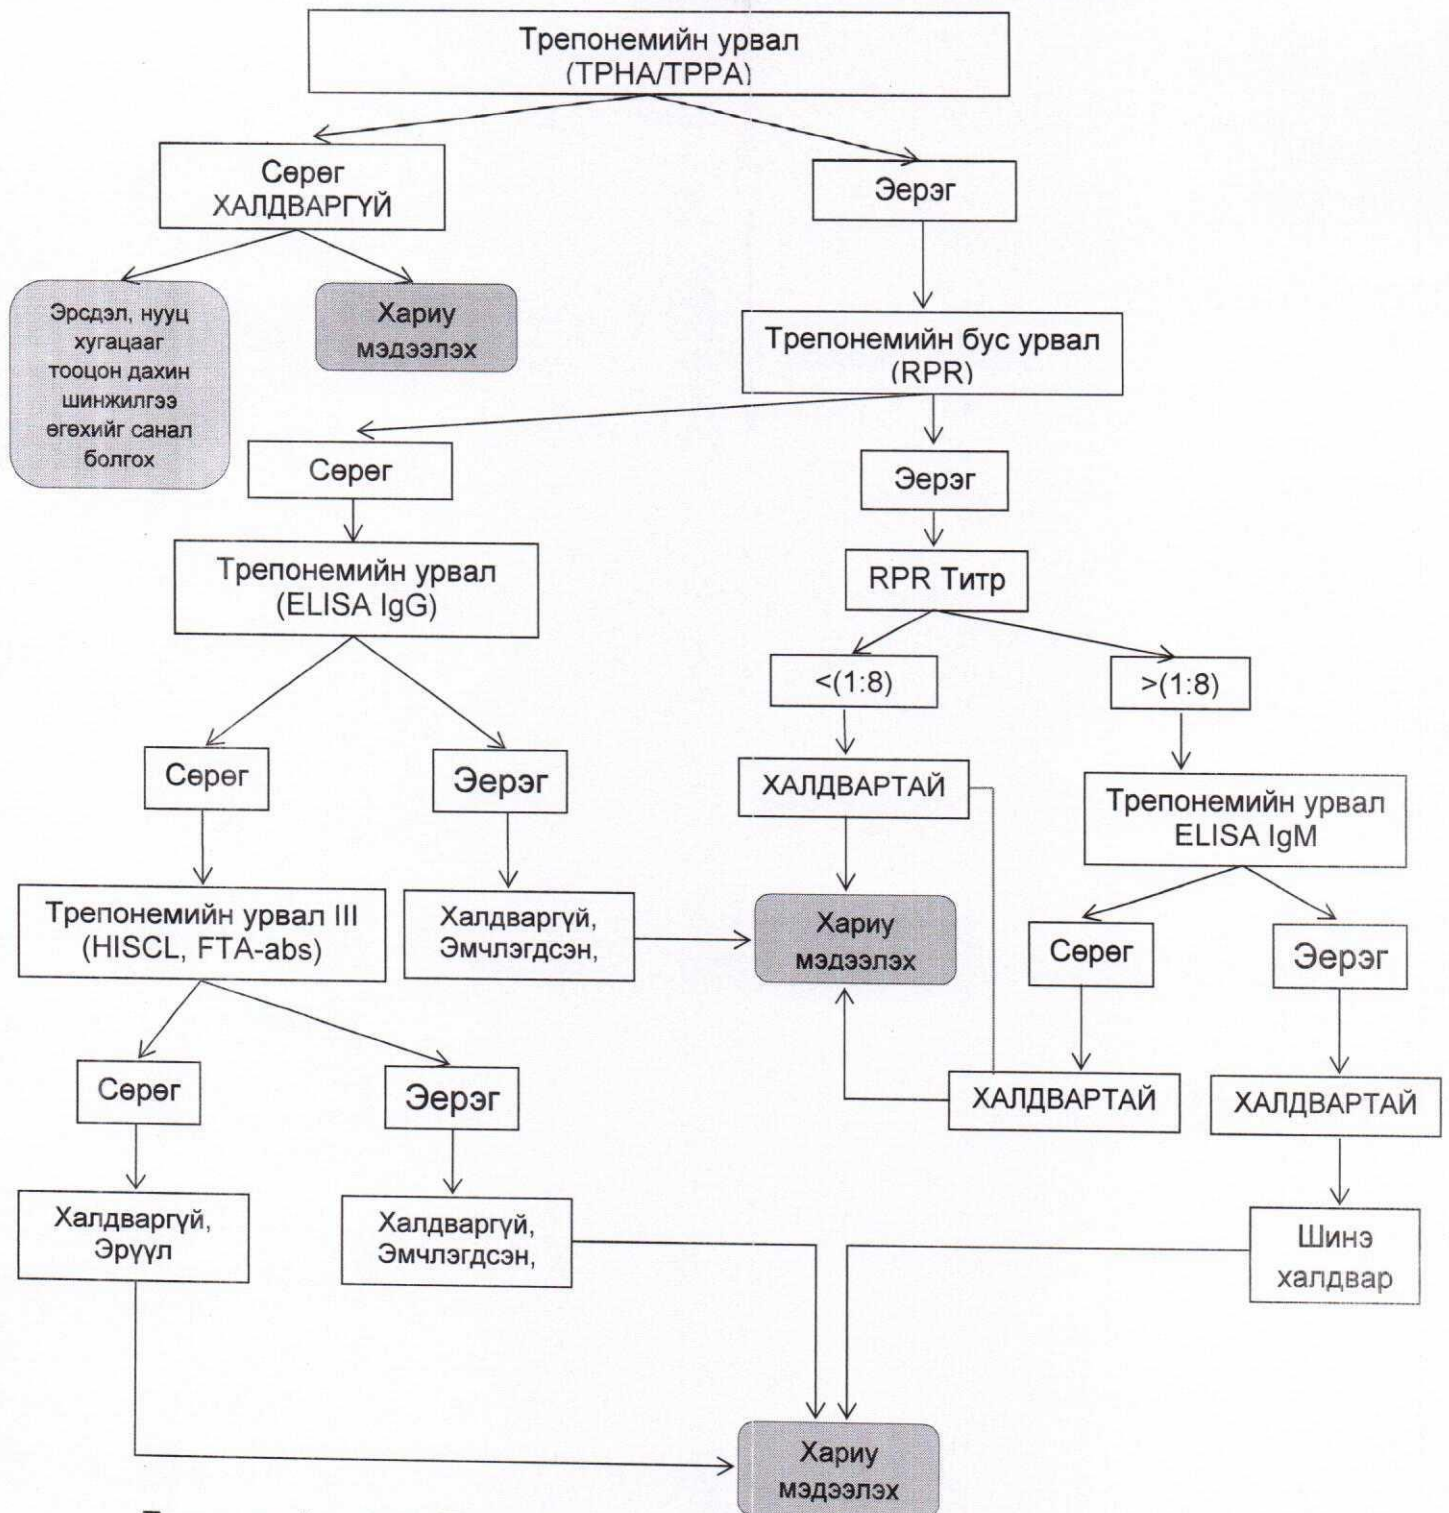 Трепонемийн урвал
(TPHA/TPPA)
Сөрөг
ХАЛДВАРГҮЙ
Эерэг
Эрсдэл, нууц
хугацааг
тооцон дахин
шинжилгээ
өгөхийг санал
болгох
Хариу
мэдээлэх
Трепонемийн бус урвал
(RPR)
Сөрөг
Эерэг
Трепонемийн урвал
(ELISA IgG)
RPR Титр
<(1:8)
>(1:8)
Сөрөг
Эерэг
ХАЛДВАРТАЙ
Трепонемийн урвал
ELISA IgM
Трепонемийн урвал III
(HISCL, FTA-abs)
Халдваргүй,
Эмчлэгдсэн,
Хариу
мэдээлэх
Сөрөг
Эерэг
Сөрөг
Эерэг
ХАЛДВАРТАЙ
ХАЛДВАРТАЙ
Халдваргүй,
Эрүүл
Халдваргүй,
Эмчлэгдсэн,
Шинэ
халдвар
Хариу
мэдээлэх